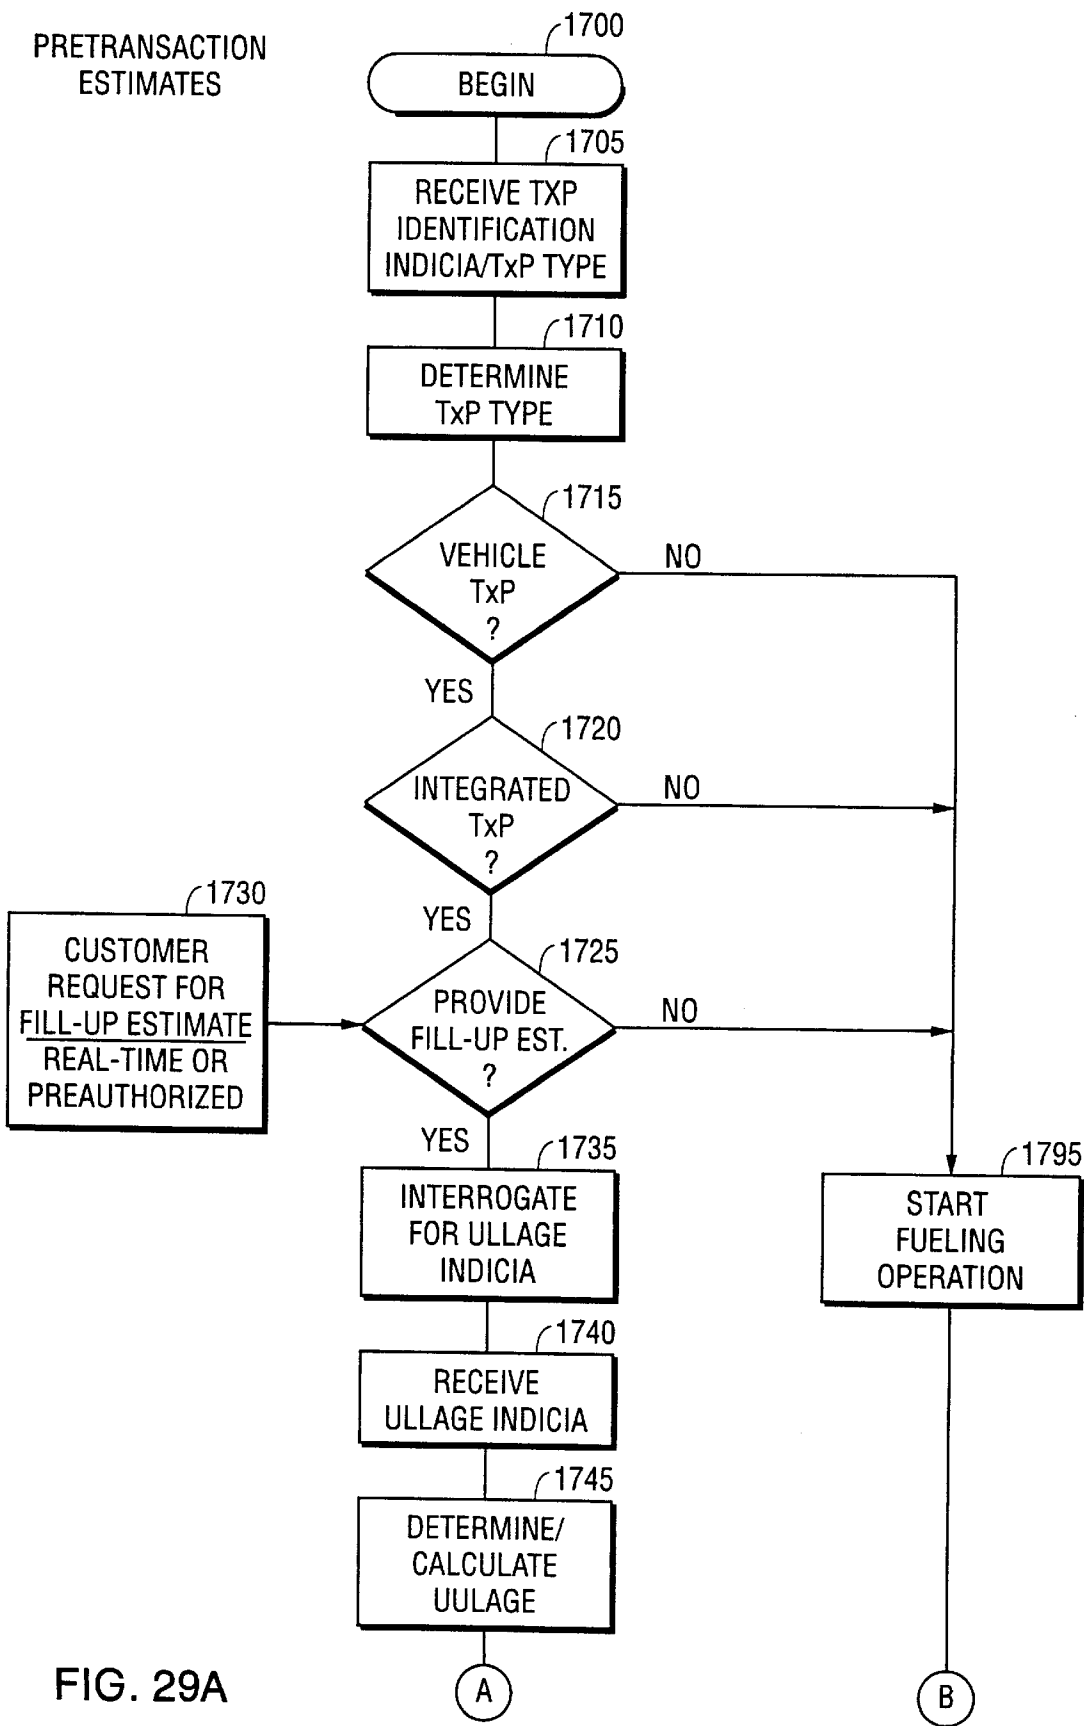 PRETRANSACTION
ESTIMATES
1700
BEGIN
1705
RECEIVE TXP
IDENTIFICATION
INDICIA/TxP TYPE
1710
DETERMINE
TxP TYPE
1715
VEHICLE
TxP
?
NO
YES
1720
INTEGRATED
TxP
?
NO
YES
1730
CUSTOMER
REQUEST FOR
FILL-UP ESTIMATE
REAL-TIME OR
PREAUTHORIZED
1725
PROVIDE
FILL-UP EST.
?
NO
YES
1735
INTERROGATE
FOR ULLAGE
INDICIA
1795
START
FUELING
OPERATION
1740
RECEIVE
ULLAGE INDICIA
1745
DETERMINE/
CALCULATE
UULAGE
A
B
FIG. 29A